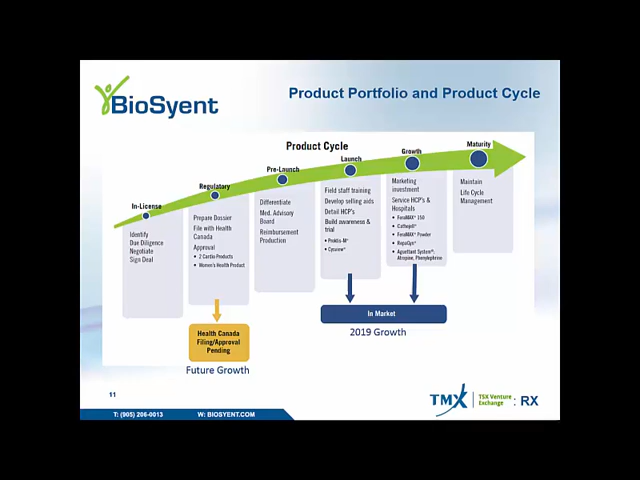 BioSyent
Product Portfolio and Product Cycle
Product Cycle
In-License
Regulatory
Pre-Launch
Launch
Growth
Maturity
Identify
Due Diligence
Negotiate
Sign Deal
Prepare Dossier
File with Health
Canada
Approval
• 2 Cardio Products
• Women's Health Product
Differentiate
Med. Advisory
Board
Reimbursement
Production
Field staff training
Develop selling aids
Detail HCP's
Build awareness &
trial
• Proktis-M®
• Cysview®
Marketing
investment
Service HCP's &
Hospitals
• FeraMAX® 150
• Cathejell®
• FeraMAX® Powder
• RepaGyn®
• Aguettant System®:
Atropine, Phenylephrine
Maintain
Life Cycle
Management
Health Canada
Filing/Approval
Pending
Future Growth
In Market
2019 Growth
11
T: (905) 206-0013
W: BIOSYENT.COM
TMX
TSX Venture
Exchange
: RX